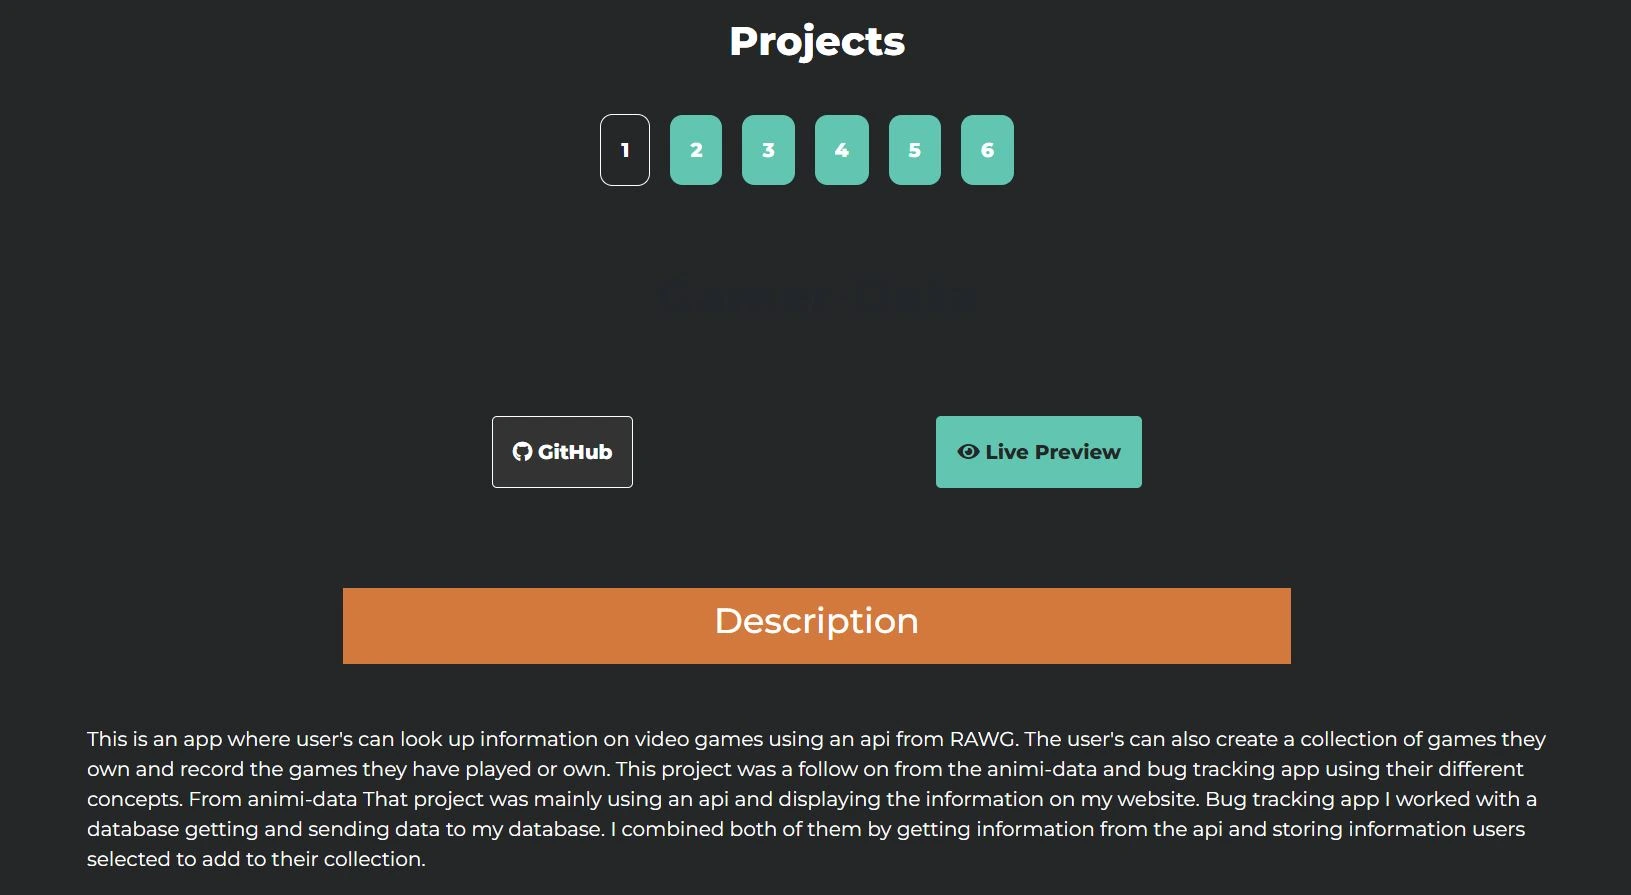 Projects
1 2 3 4 5 6
Gamer-Data
GitHub
Live Preview
Description
This is an app where user's can look up information on video games using an api from RAWG. The user's can also create a collection of games they
own and record the games they have played or own. This project was a follow on from the animi-data and bug tracking app using their different
concepts. From animi-data That project was mainly using an api and displaying the information on my website. Bug tracking app I worked with a
database getting and sending data to my database. I combined both of them by getting information from the api and storing information users
selected to add to their collection.